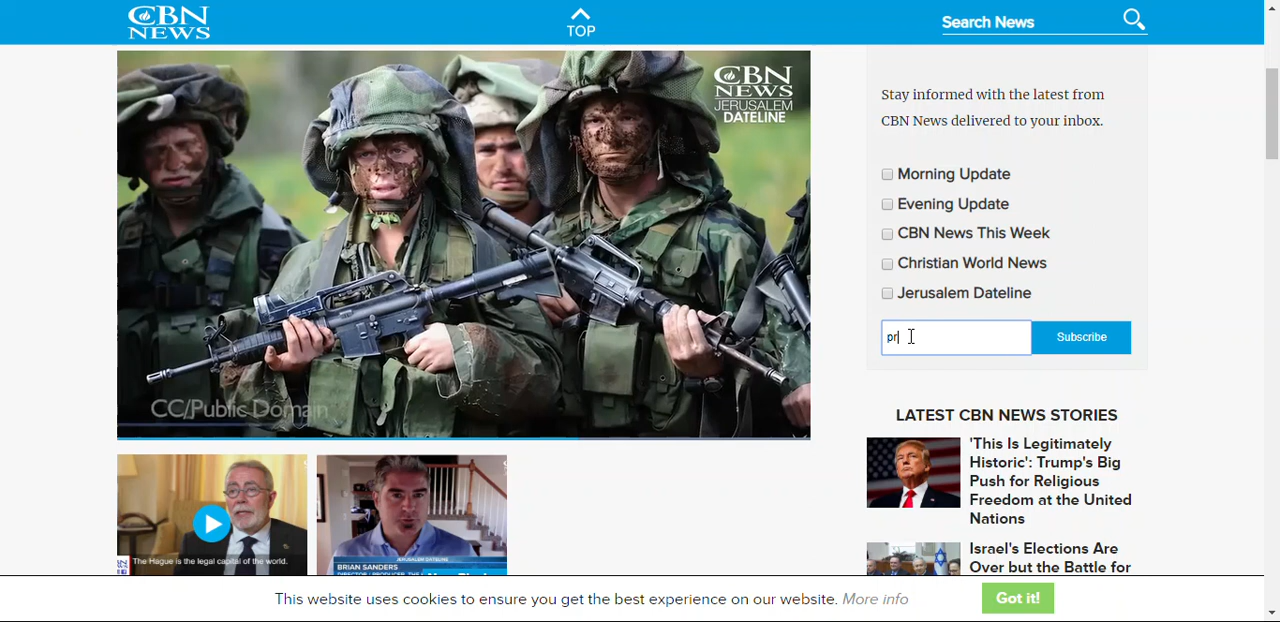 CBN
NEWS
TOP
Search News
CBN
NEWS
JERUSALEM
DATELINE
CC/Public Domain
Stay informed with the latest from
CBN News delivered to your inbox.
Morning Update
Evening Update
CBN News This Week
Christian World News
Jerusalem Dateline
pr
Subscribe
LATEST CBN NEWS STORIES
'This Is Legitimately
Historic': Trump's Big
Push for Religious
Freedom at the United
Nations
Israel's Elections Are
Over but the Battle for
The Hague is the legal capital of the world.
JERUSALEM DATELINE
BRIAN SANDERS
This website uses cookies to ensure you get the best experience on our website. More info
Got it!